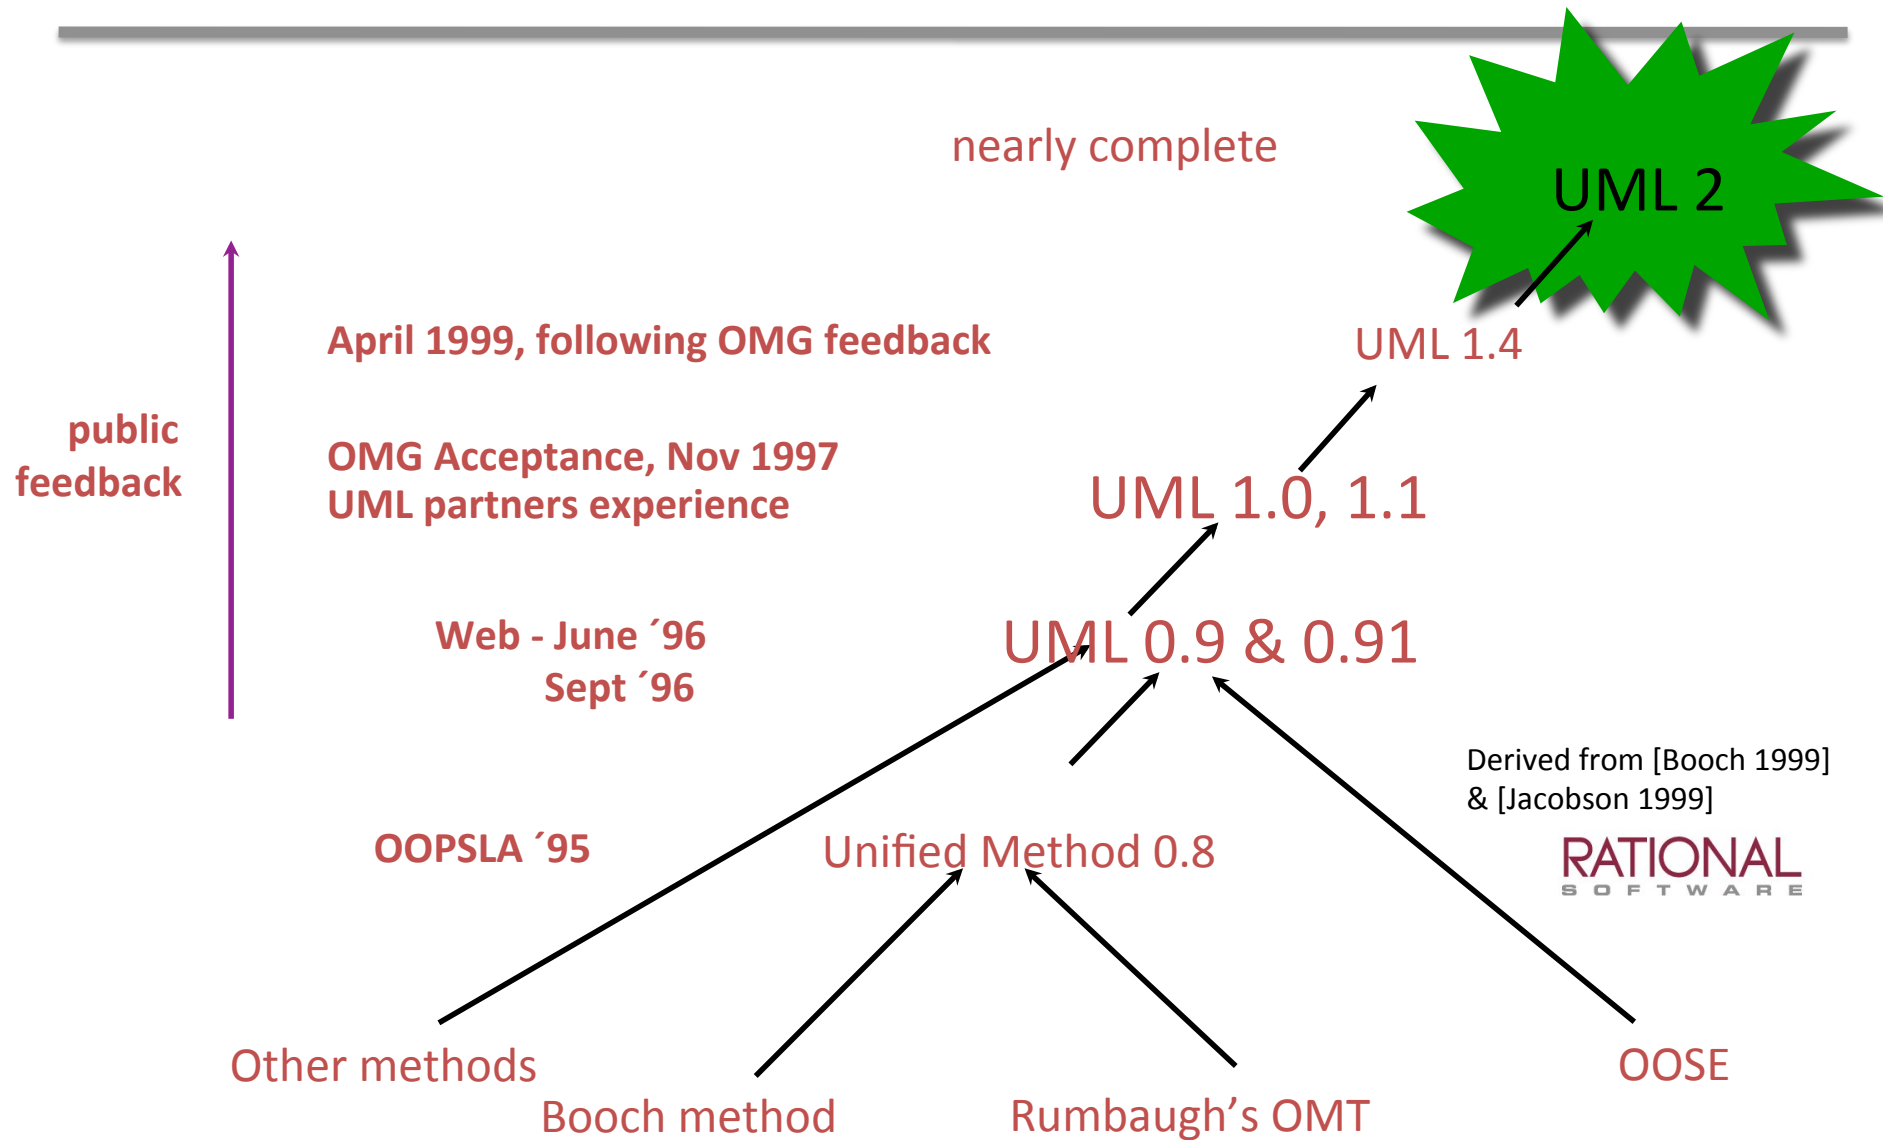 nearly complete
UML 2
April 1999, following OMG feedback
UML 1.4
public
feedback
OMG Acceptance, Nov 1997
UML partners experience
UML 1.0, 1.1
Web - June ´96
Sept ´96
UML 0.9 & 0.91
Derived from [Booch 1999]
& [Jacobson 1999]
OOPSLA ´95
Unified Method 0.8
RATIONAL
SOFTWARE
Other methods
OOSE
Booch method
Rumbaugh’s OMT